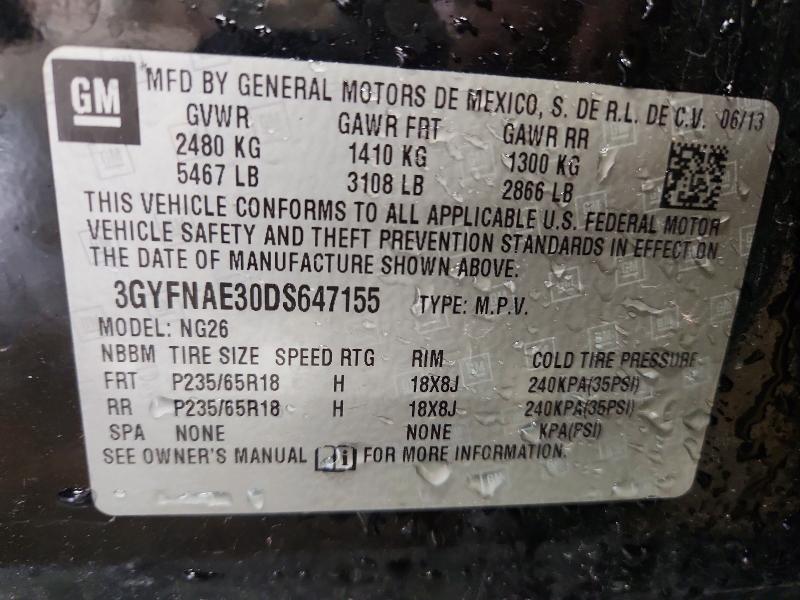 GM
MFD BY GENERAL MOTORS DE MEXICO, S. DE R.L. DE C.V. 06/13
GVWR GAWR FRT GAWR RR
2480 KG 1410 KG 1300 KG
5467 LB 3108 LB 2866 LB
THIS VEHICLE CONFORMS TO ALL APPLICABLE U.S. FEDERAL MOTOR
VEHICLE SAFETY AND THEFT PREVENTION STANDARDS IN EFFECT ON
THE DATE OF MANUFACTURE SHOWN ABOVE.
3GYFNAE30DS647155 TYPE: M.P.V.
MODEL: NG26
NBBM TIRE SIZE SPEED RTG RIM COLD TIRE PRESSURE
FRT P235/65R18 H 18X8J 240KPA(35PSI)
RR P235/65R18 H 18X8J 240KPA(35PSI)
SPA NONE NONE KPA(PSI)
SEE OWNER'S MANUAL i FOR MORE INFORMATION.